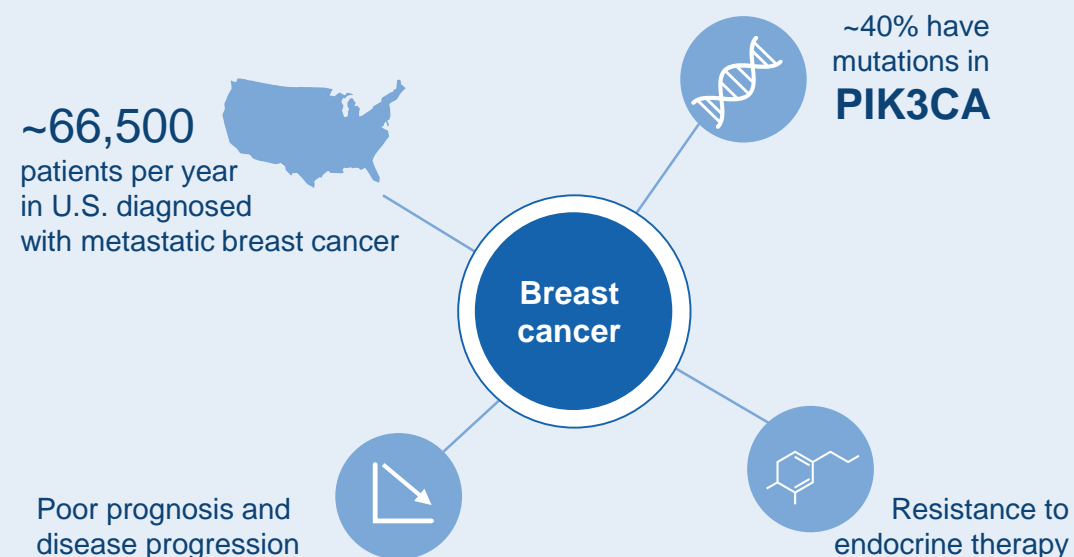 ~66,500
patients per year
in U.S. diagnosed
with metastatic breast cancer
~40% have
mutations in
PIK3CA
Breast
cancer
Poor prognosis and
disease progression
Resistance to
endocrine therapy